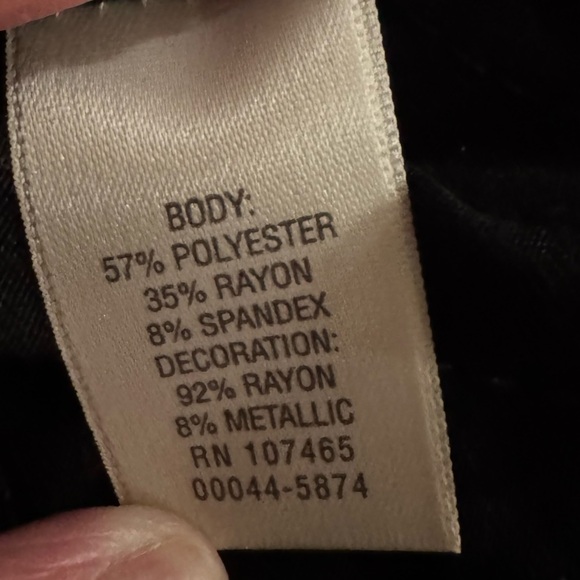 BODY:
57% POLYESTER
35% RAYON
8% SPANDEX
DECORATION:
92% RAYON
8% METALLIC
RN 107465
00044-5874